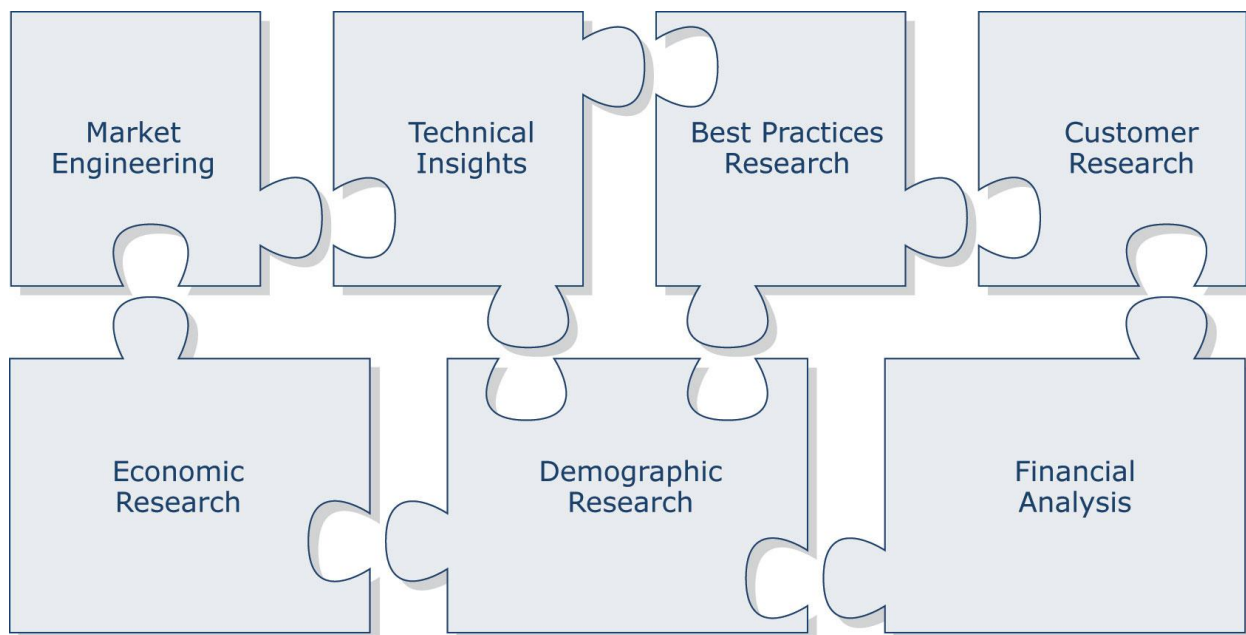 Market
Engineering
Technical
Insights
Best Practices
Research
Customer
Research
Economic
Research
Demographic
Research
Financial
Analysis